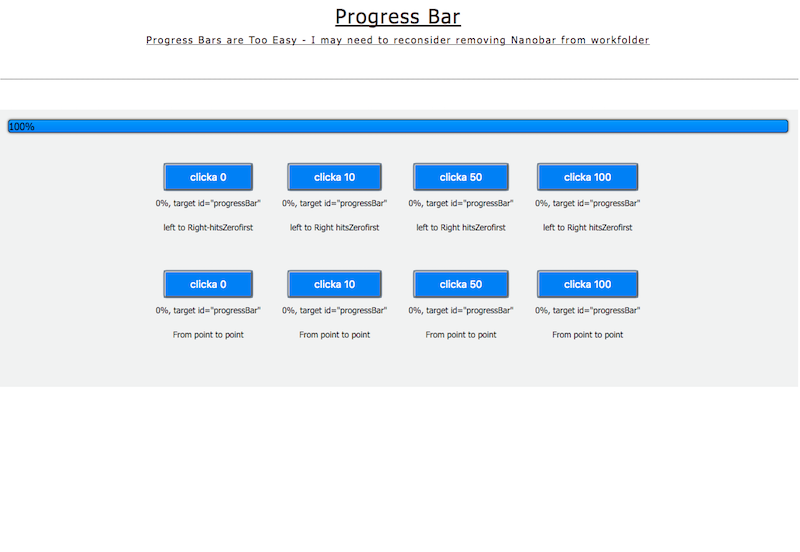 Progress Bar
Progress Bars are Too Easy - I may need to reconsider removing Nanobar from workfolder
100%
clicka 0 clicka 10 clicka 50 clicka 100
0%, target id="progressBar" 0%, target id="progressBar" 0%, target id="progressBar" 0%, target id="progressBar"
left to Right-hitsZerofirst left to Right hitsZerofirst left to Right hitsZerofirst left to Right hitsZerofirst
clicka 0 clicka 10 clicka 50 clicka 100
0%, target id="progressBar" 0%, target id="progressBar" 0%, target id="progressBar" 0%, target id="progressBar"
From point to point From point to point From point to point From point to point